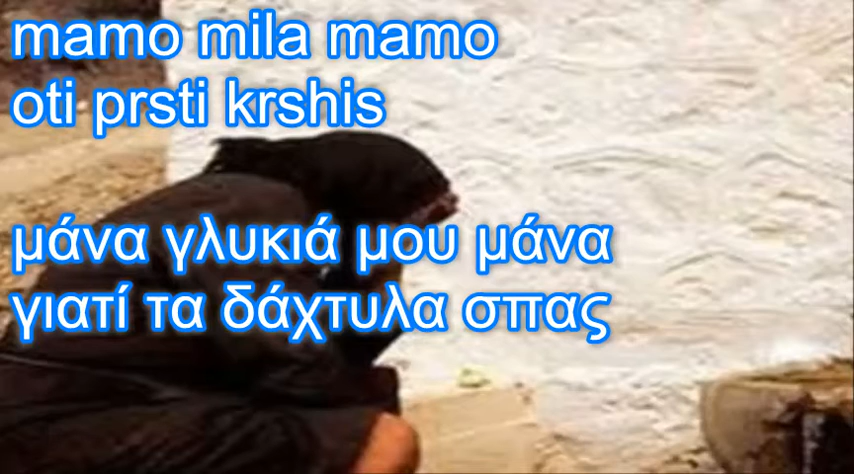 mamo mila mamo
oti prsti krshis
μάνα γλυκιά μου μάνα
γιατί τα δάχτυλα σπας